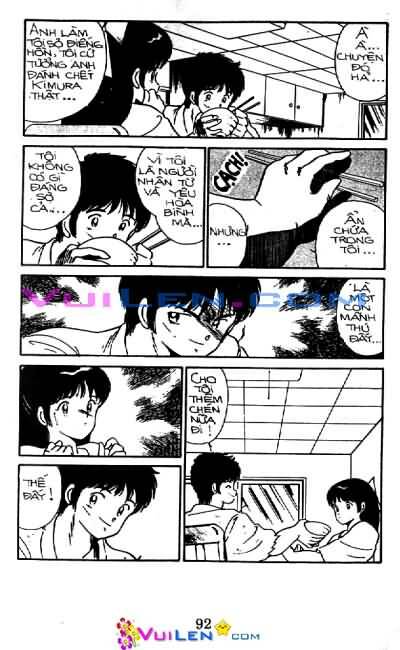 ANH LÀM
TÔI SỢ ĐIẾNG
HỒN, TÔI CỨ
TƯỞNG ANH
ĐÁNH CHẾT
KIMURA
THẬT...
À
À...
CHUYỆN
ĐÓ
HẢ...
VÌ TÔI
LÀ NGƯỜI
NHÂN TỪ
VÀ YÊU
HÒA
BÌNH
MÀ...
TÔI
KHÔNG
CÓ GÌ
ĐÁNG
SỢ
CẢ...
CẠCH!
NHƯNG
...
ẨN
CHỨA
TRONG
TÔI...
"LÀ
MỘT
CON
MÃNH
THÚ
ĐẤY...
VUILEN.COM
CHO
TÔI
THÊM
CHÉN
NỮA
ĐI!
THẾ
ĐẤY!
92
VUILEN.COM